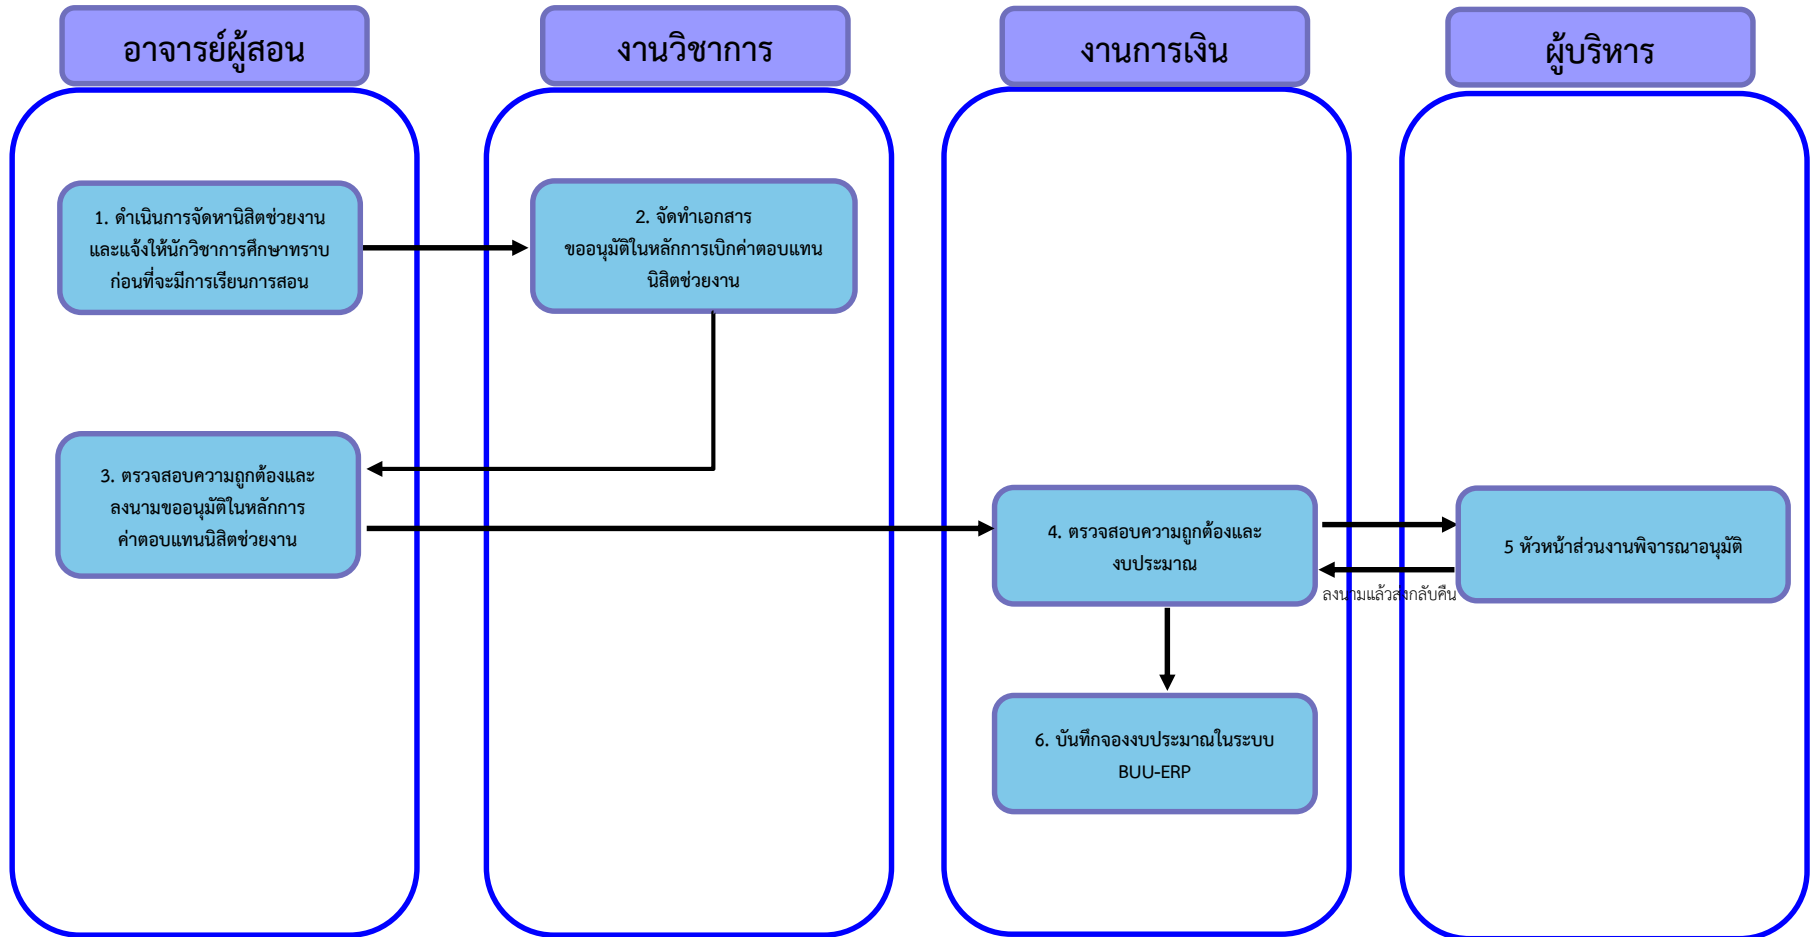 อาจารย์ผู้สอน
งานวิชาการ
งานการเงิน
ผู้บริหาร
1. ดำเนินการจัดหานิสิตช่วยงาน
และแจ้งให้นักวิชาการศึกษาทราบ
ก่อนที่จะมีการเรียนการสอน
2. จัดทำเอกสาร
ขออนุมัติในหลักการเบิกค่าตอบแทน
นิสิตช่วยงาน
3. ตรวจสอบความถูกต้องและ
ลงนามขออนุมัติในหลักการ
ค่าตอบแทนนิสิตช่วยงาน
4. ตรวจสอบความถูกต้องและ
งบประมาณ
5 หัวหน้าส่วนงานพิจารณาอนุมัติ
ลงนามแล้วส่งกลับคืน
6. บันทึกจองงบประมาณในระบบ
BUU-ERP